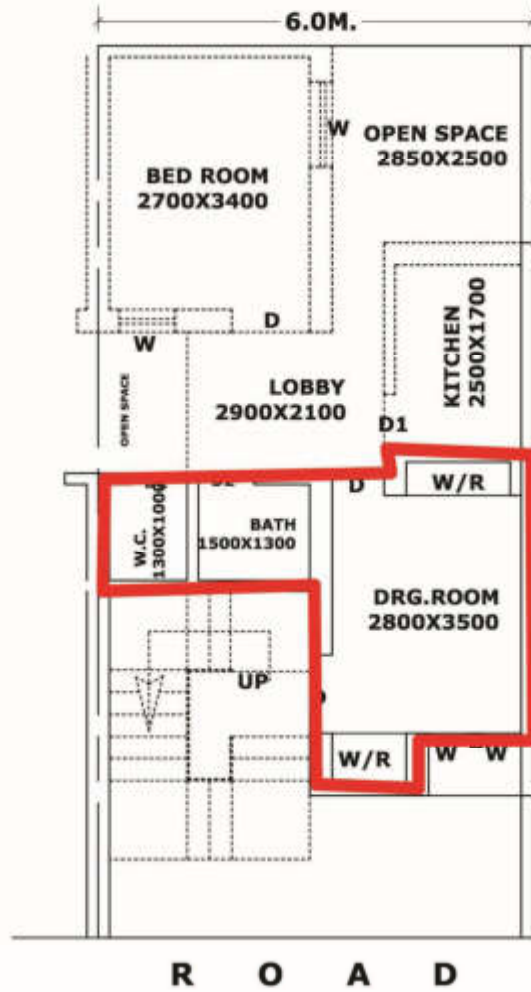 6.0M.
W
OPEN SPACE
2850X2500
BED ROOM
2700X3400
D
W
KITCHEN
2500X1700
OPEN SPACE
LOBBY
2900X2100
D1
W/R
D
W.C.
1300X1000
BATH
1500X1300
DRG.ROOM
2800X3500
UP
W/R
W
W
R O A D